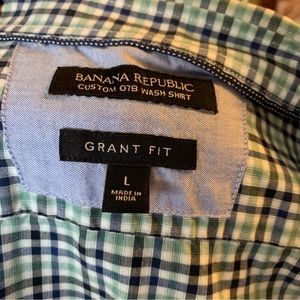 BANANA REPUBLIC
CUSTOM 078 WASH SHIRT
GRANT FIT
L
MADE IN
INDIA